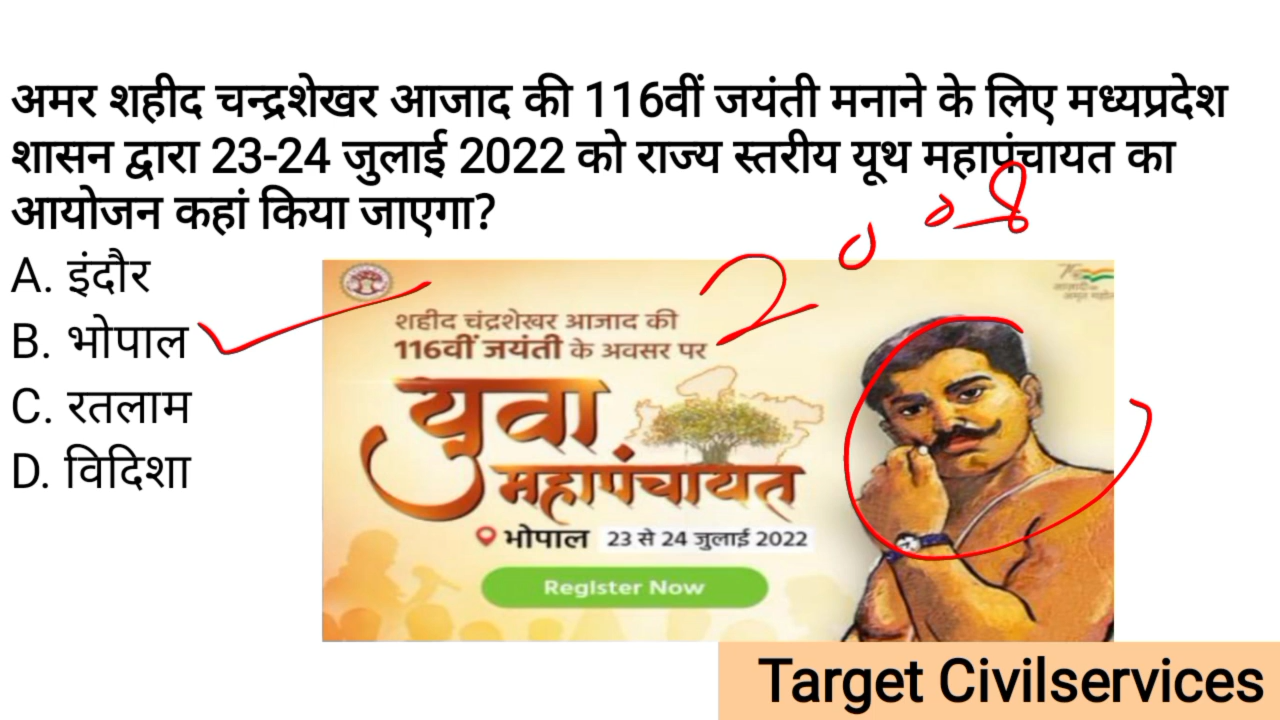 अमर शहीद चन्द्रशेखर आजाद की 116वीं जयंती मनाने के लिए मध्यप्रदेश
शासन द्वारा 23-24 जुलाई 2022 को राज्य स्तरीय यूथ महापंचायत का
आयोजन कहां किया जाएगा?
A. इंदौर
B. भोपाल
C. रतलाम
D. विदिशा
शहीद चंद्रशेखर आजाद की
116वीं जयंती के अवसर पर
युवा
महापंचायत
भोपाल 23 से 24 जुलाई 2022
Register Now
Target Civilservices